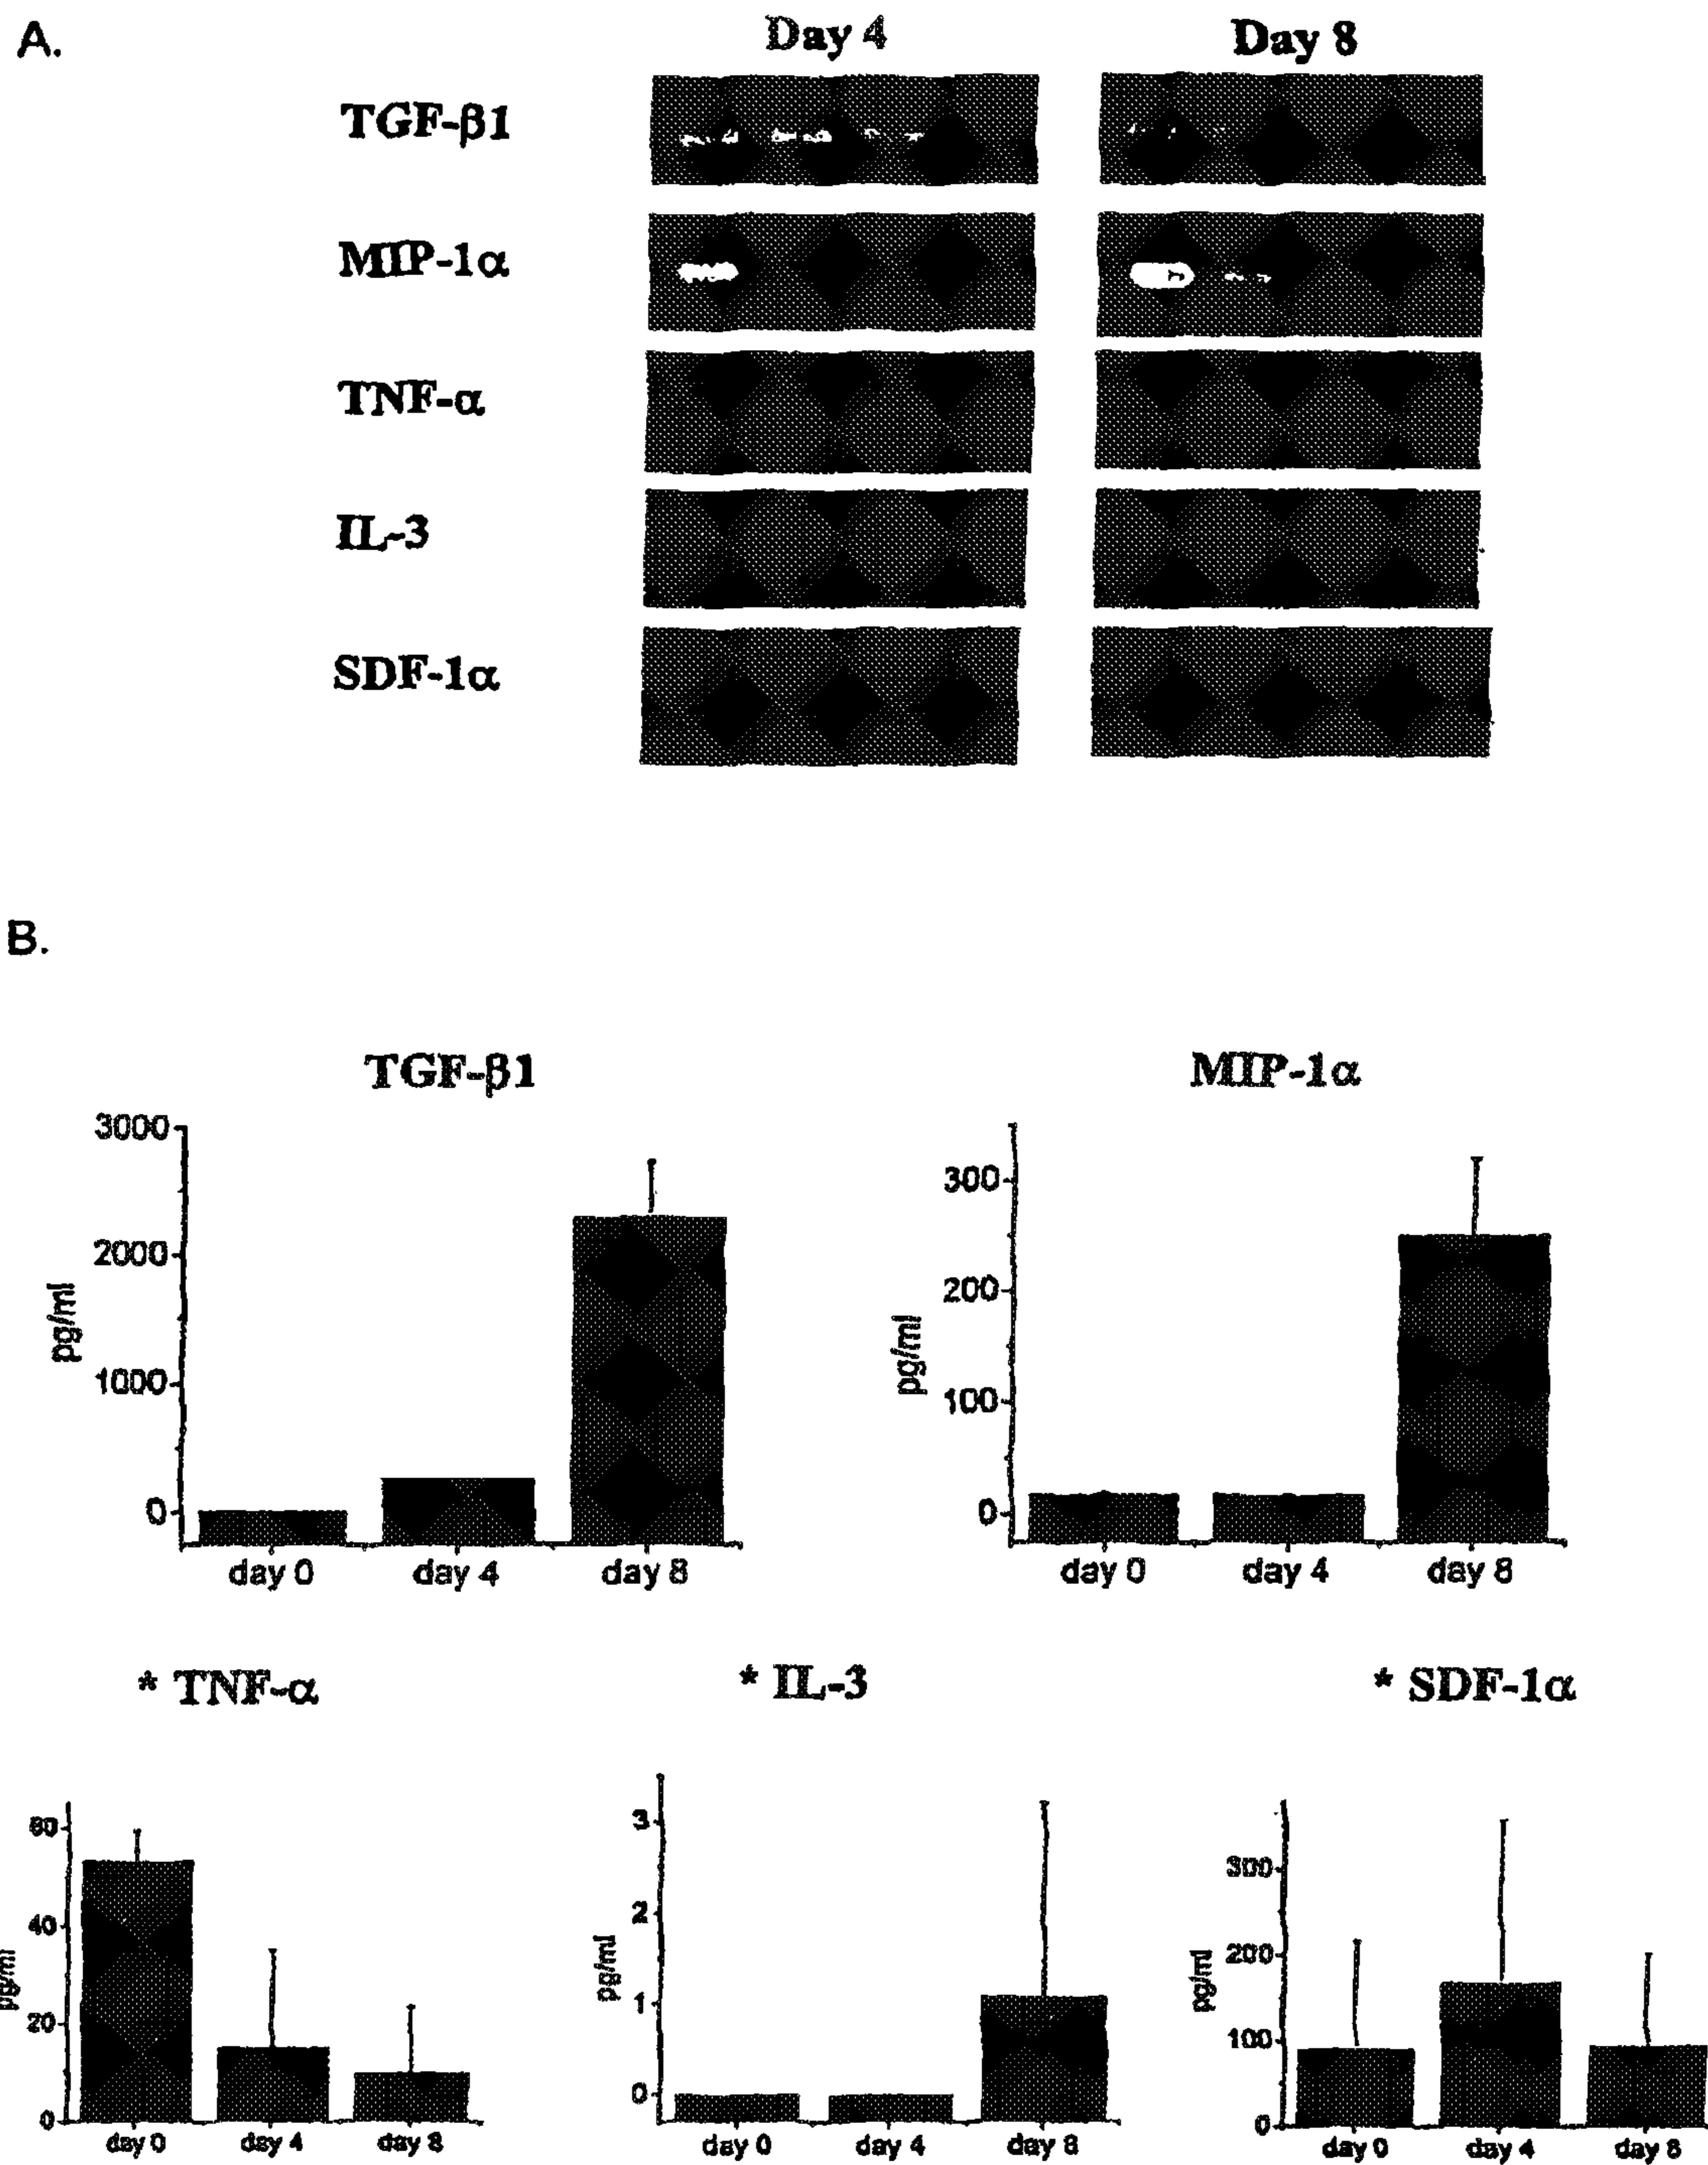 A.
Day 4 Day 8
TGF-β1
MIP-1α
TNF-α
IL-3
SDF-1α
B.
TGF-β1 MIP-1α
3000
2000
1000
0
pg/ml
day 0 day 4 day 8
300
200
100
0
pg/ml
day 0 day 4 day 8
* TNF-α * IL-3 * SDF-1α
60
40
20
0
pg/ml
day 0 day 4 day 8
3
2
1
0
pg/ml
day 0 day 4 day 8
300
200
100
0
pg/ml
day 0 day 4 day 8